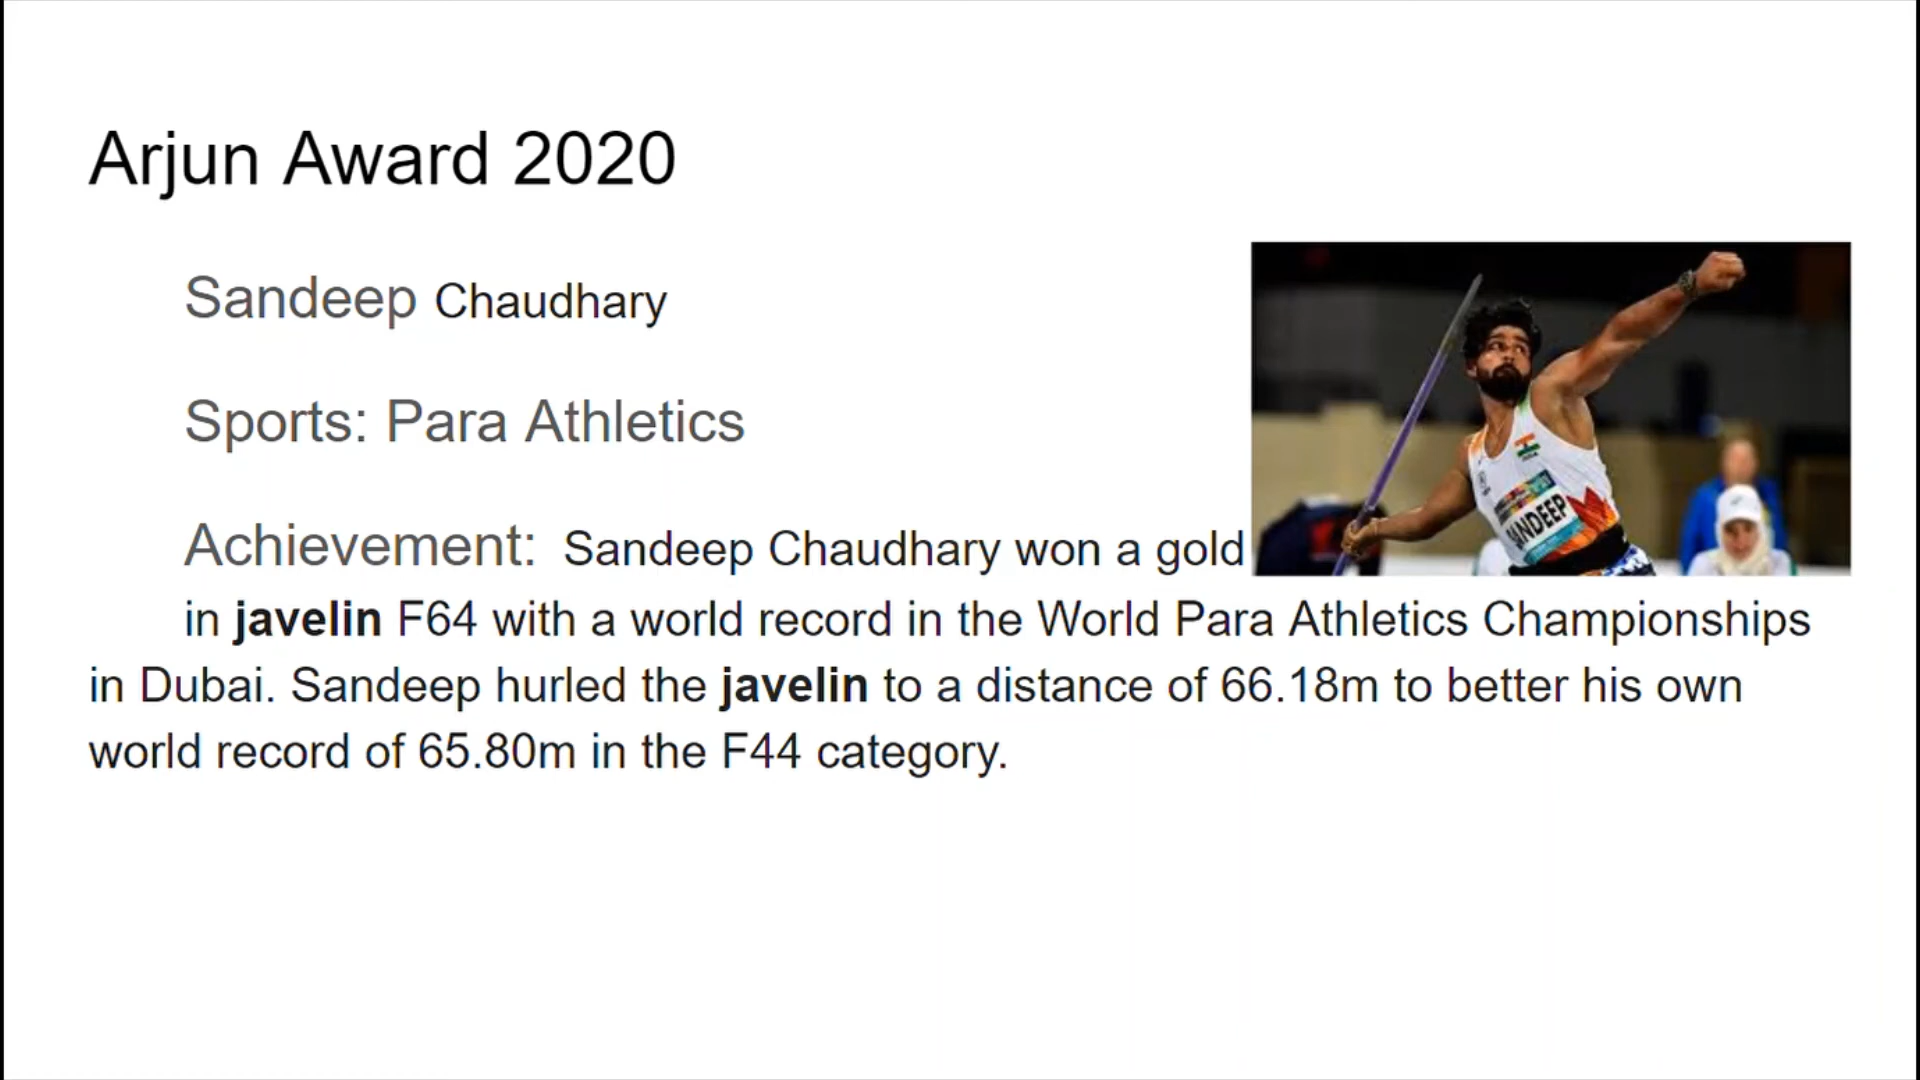 Arjun Award 2020
Sandeep Chaudhary
Sports: Para Athletics
Achievement: Sandeep Chaudhary won a gold
in javelin F64 with a world record in the World Para Athletics Championships
in Dubai. Sandeep hurled the javelin to a distance of 66.18m to better his own
world record of 65.80m in the F44 category.
SANDEEP